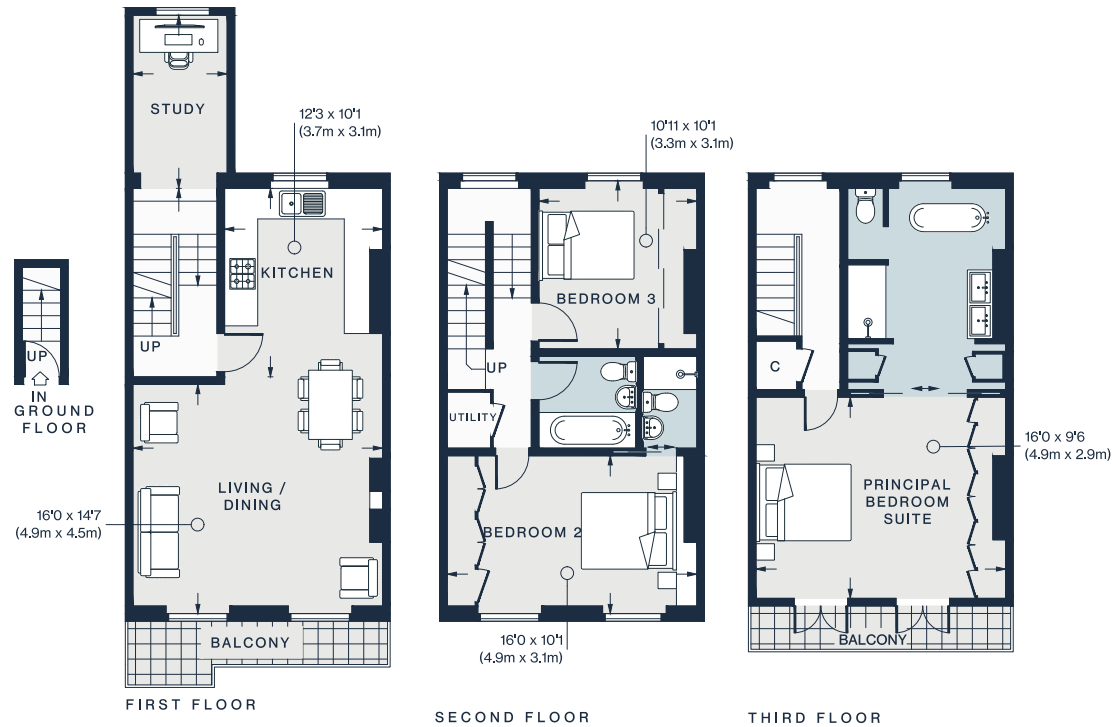 STUDY
12'3 x 10'1
(3.7m x 3.1m)
KITCHEN
UP
UP
IN
GROUND
FLOOR
LIVING /
DINING
16'0 x 14'7
(4.9m x 4.5m)
BALCONY
FIRST FLOOR
10'11 x 10'1
(3.3m x 3.1m)
BEDROOM 3
UP
UTILITY
BEDROOM 2
16'0 x 10'1
(4.9m x 3.1m)
SECOND FLOOR
C
16'0 x 9'6
(4.9m x 2.9m)
PRINCIPAL
BEDROOM
SUITE
BALCONY
THIRD FLOOR